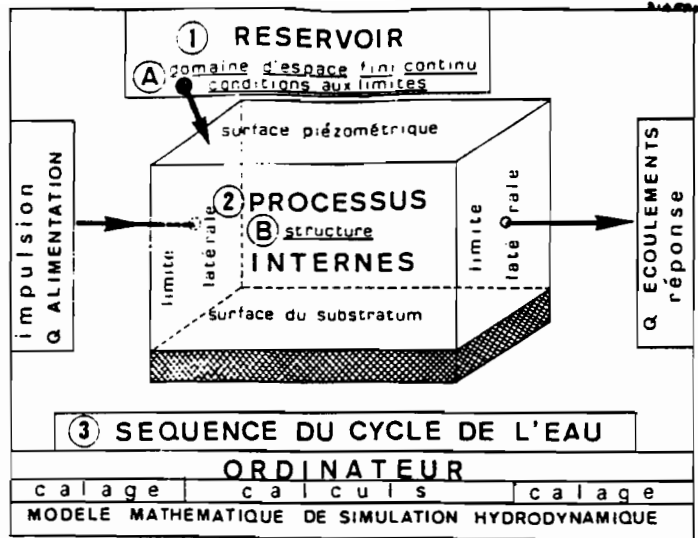 ① RESERVOIR
Ⓐ domaine d'espace fini continu
conditions aux limites
surface piézométrique
impulsion
Q ALIMENTATION
limite
latérale
② PROCESSUS
Ⓑ structure
INTERNES
limite
latérale
Q ECOULEMENTS
réponse
surface du substratum
③ SEQUENCE DU CYCLE DE L'EAU
ORDINATEUR
calage calculs calage
MODELE MATHEMATIQUE DE SIMULATION HYDRODYNAMIQUE